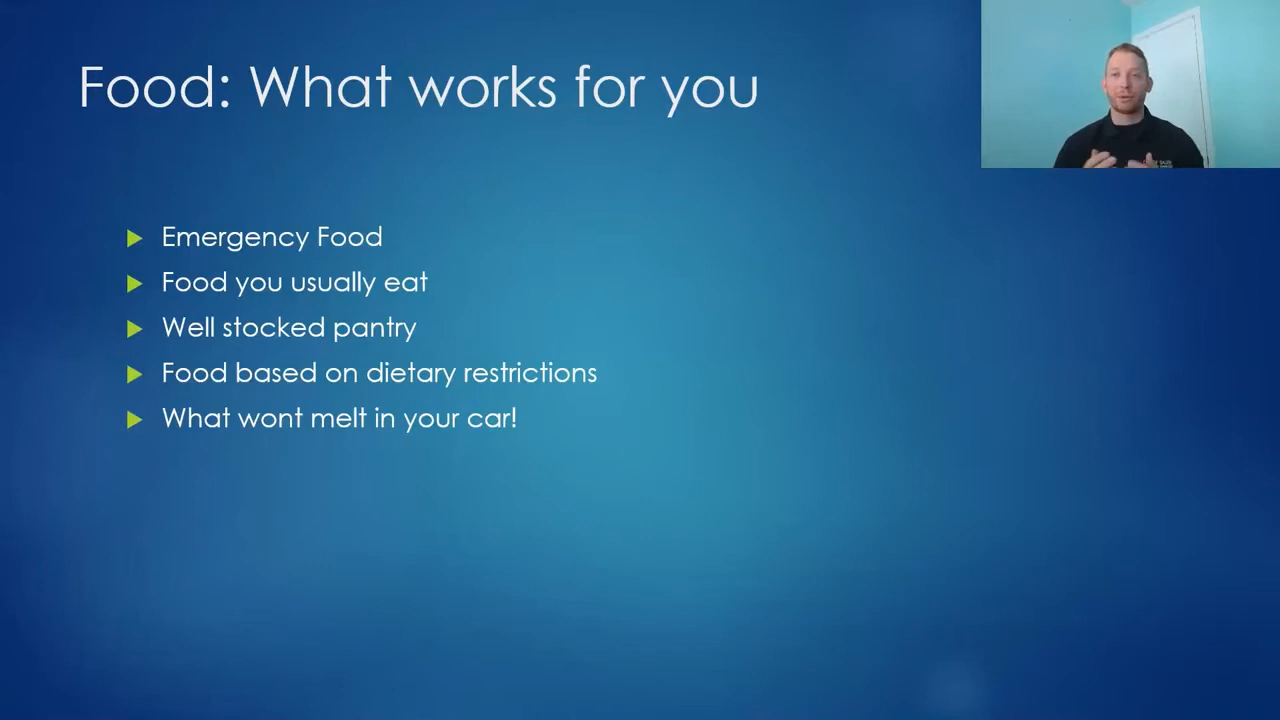 Food: What works for you
Emergency Food
Food you usually eat
Well stocked pantry
Food based on dietary restrictions
What wont melt in your car!